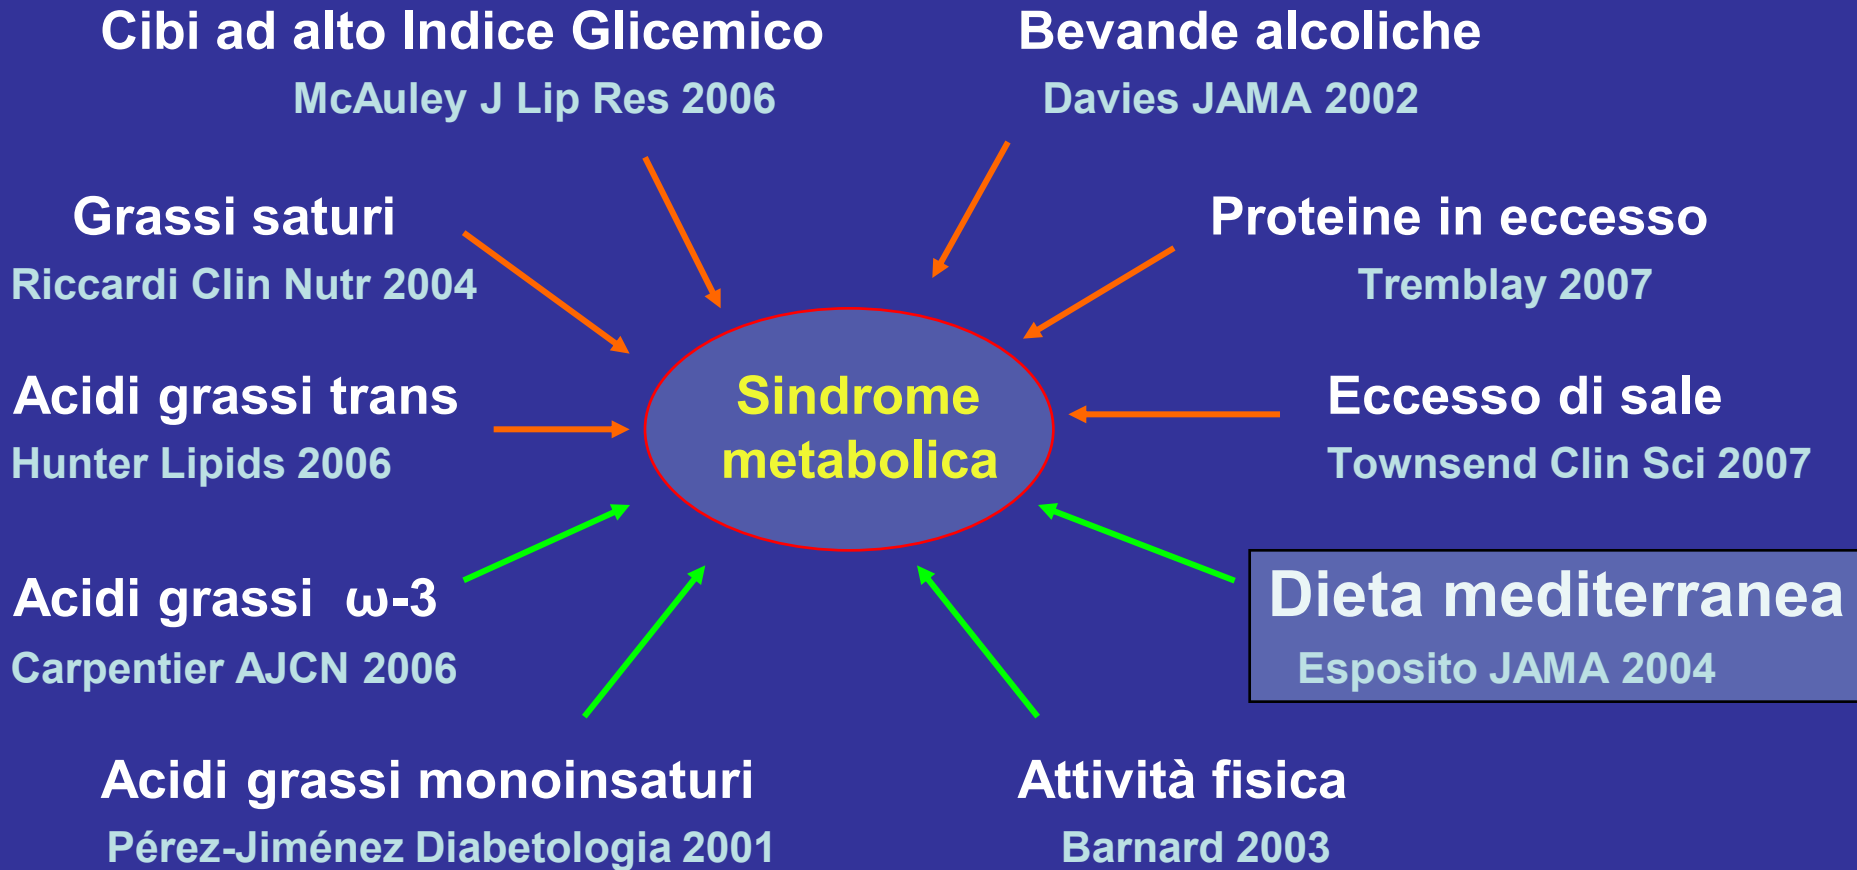 Cibi ad alto Indice Glicemico
McAuley J Lip Res 2006
Bevande alcoliche
Davies JAMA 2002
Grassi saturi
Riccardi Clin Nutr 2004
Proteine in eccesso
Tremblay 2007
Acidi grassi trans
Hunter Lipids 2006
Sindrome
metabolica
Eccesso di sale
Townsend Clin Sci 2007
Acidi grassi ω-3
Carpentier AJCN 2006
Dieta mediterranea
Esposito JAMA 2004
Acidi grassi monoinsaturi
Pérez-Jiménez Diabetologia 2001
Attività fisica
Barnard 2003